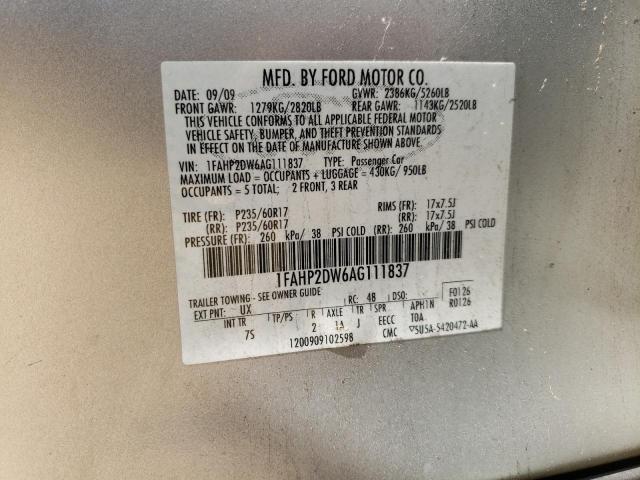 MFD. BY FORD MOTOR CO.
DATE: 09/09 GVWR: 2386KG/5260LB
FRONT GAWR: 1279KG/2820LB REAR GAWR: 1143KG/2520LB
THIS VEHICLE CONFORMS TO ALL APPLICABLE FEDERAL MOTOR
VEHICLE SAFETY, BUMPER, AND THEFT PREVENTION STANDARDS
IN EFFECT ON THE DATE OF MANUFACTURE SHOWN ABOVE.
VIN: 1FAHP2DW6AG111837 TYPE: Passenger Car
MAXIMUM LOAD = OCCUPANTS + LUGGAGE = 430KG/ 950LB
OCCUPANTS = 5 TOTAL; 2 FRONT, 3 REAR
TIRE (FR): P235/60R17 RIMS (FR): 17x7.5J
(RR): P235/60R17 (RR): 17x7.5J
PRESSURE (FR): 260 kPa/ 38 PSI COLD (RR): 260 kPa/ 38 PSI COLD
1FAHP2DW6AG111837
TRAILER TOWING - SEE OWNER GUIDE
EXT PNT: UX RC: 48 DSO: F0126
R0126
INT TR TP/PS R AXLE TR SPR APH1N
7S 2 J EECC TOA
1200909102598 CMC 5U5A-5420472-AA